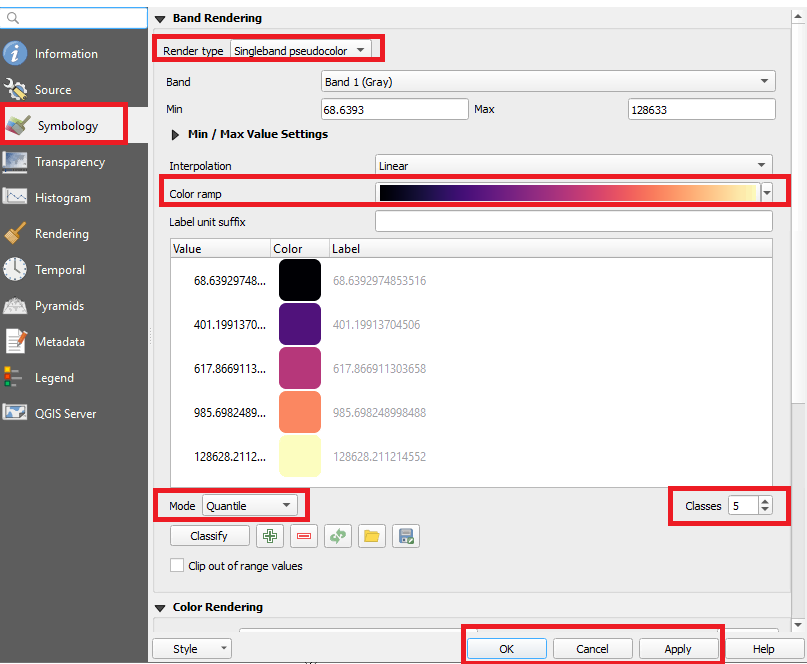 Information
Source
Symbology
Transparency
Histogram
Rendering
Temporal
Pyramids
Metadata
Legend
QGIS Server
Band Rendering
Render type Singleband pseudocolor
Band Band 1 (Gray)
Min 68.6393 Max 128633
Min / Max Value Settings
Interpolation Linear
Color ramp
Label unit suffix
Value Color Label
68.63929748... 68.6392974853516
401.1991370... 401.19913704506
617.8669113... 617.866911303658
985.6982489... 985.698248998488
128628.2112... 128628.211214552
Mode Quantile Classes 5
Classify
Clip out of range values
Color Rendering
Style OK Cancel Apply Help